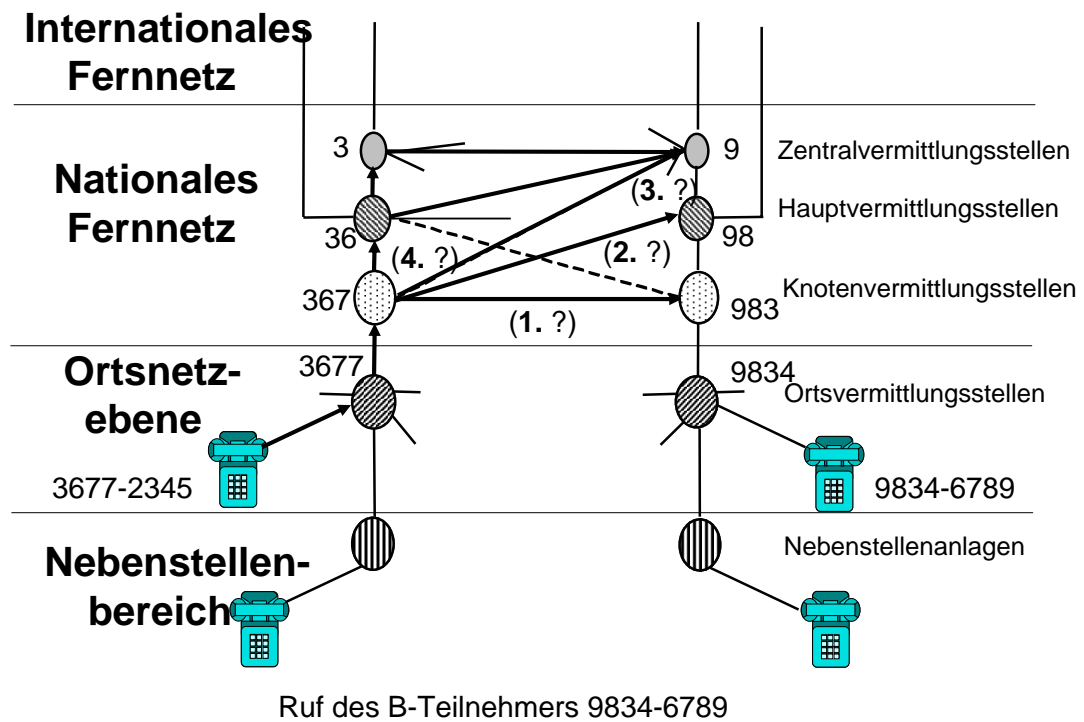 Internationales
Fernnetz
3
9
Zentralvermittlungsstellen
Nationales
Fernnetz
(3. ?)
Hauptvermittlungsstellen
36
98
(4. ?)
(2. ?)
367
983
Knotenvermittlungsstellen
(1. ?)
Ortsnetz-
ebene
3677
9834
Ortsvermittlungsstellen
3677-2345
9834-6789
Nebenstellen-
bereich
Nebenstellenanlagen
Ruf des B-Teilnehmers 9834-6789